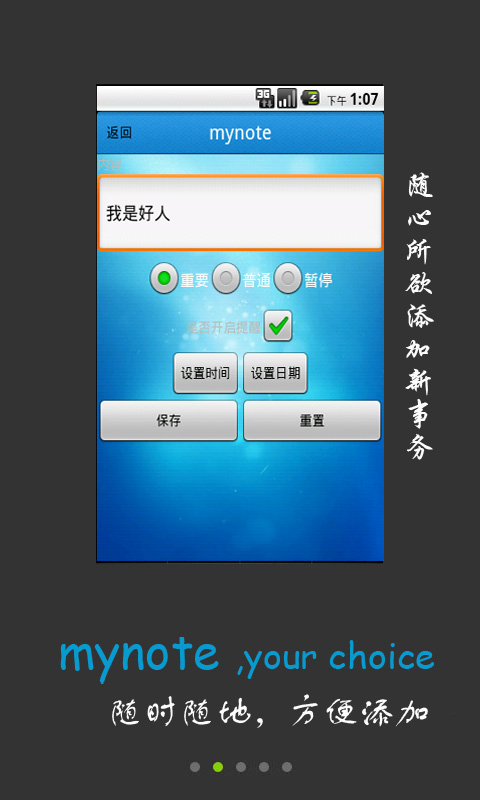 3G 下午 1:07
返回 mynote
内容
我是好人
重要 普通 暂停
是否开启提醒
设置时间 设置日期
保存 重置
随心所欲添加新事务
mynote ,your choice
随时随地，方便添加